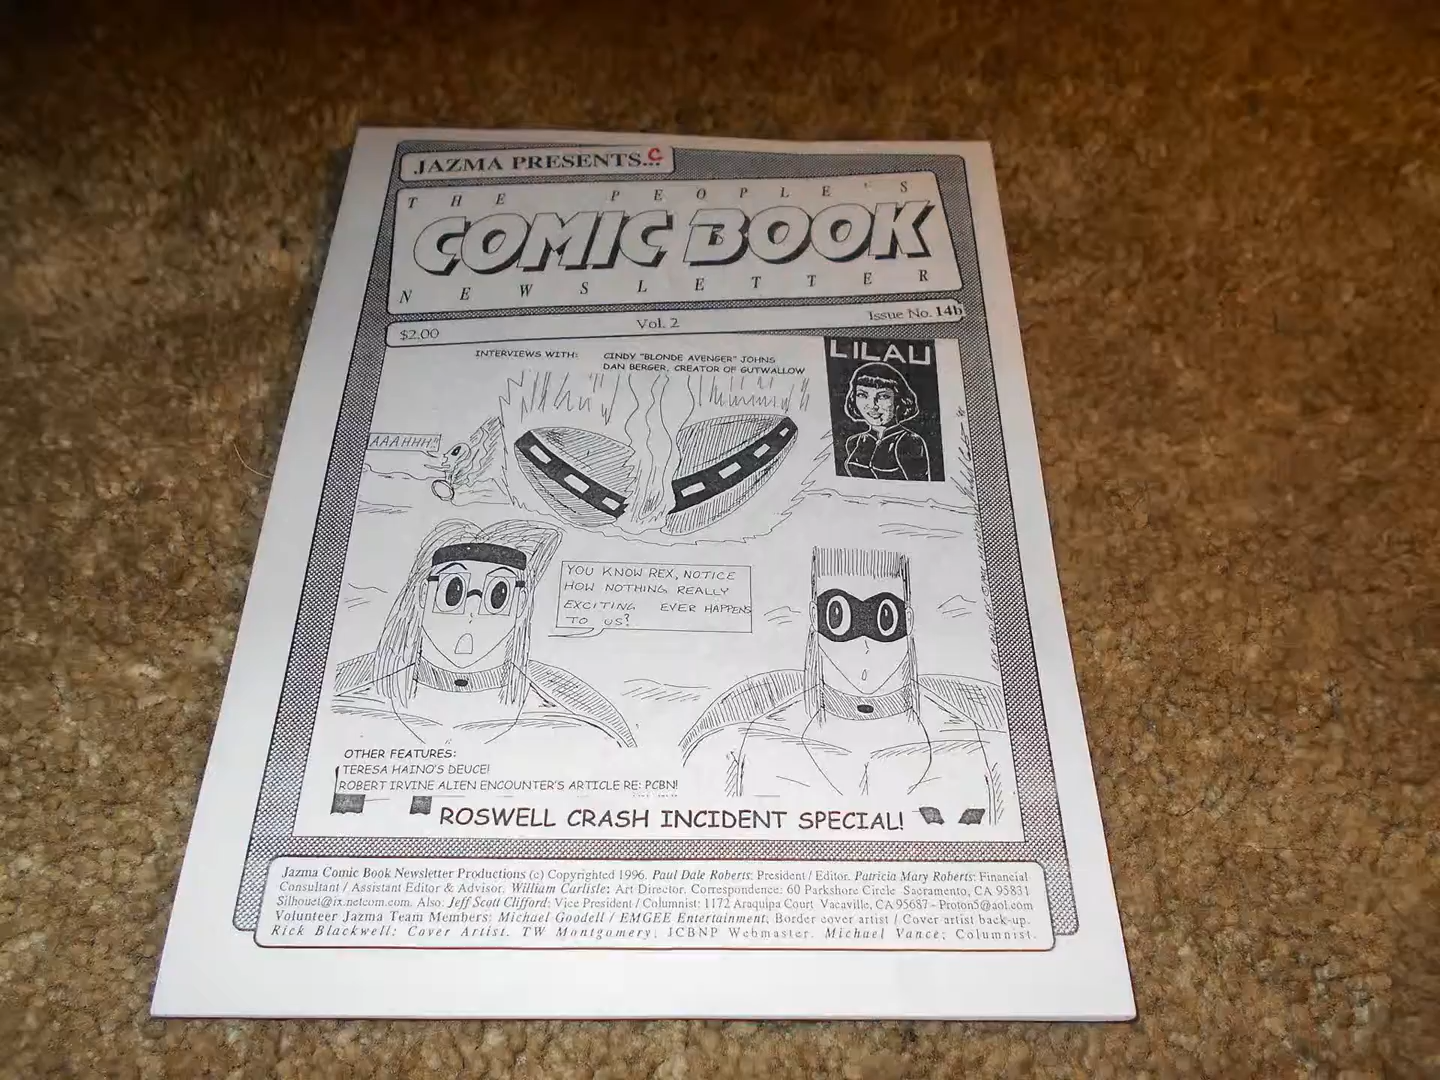 JAZMA PRESENTS...
C
THE PEOPLE'S
COMIC BOOK
NEWSLETTER
$2.00
Vol. 2
Issue No. 14b
INTERVIEWS WITH: CINDY "BLONDE AVENGER" JOHNS
DAN BERGER, CREATOR OF GUTWALLOW
LILAU
AAAHHH!!
YOU KNOW REX, NOTICE
HOW NOTHING REALLY
EXCITING EVER HAPPENS
TO US?
OTHER FEATURES:
TERESA HAINO'S DEUCE!
ROBERT IRVINE ALIEN ENCOUNTER'S ARTICLE RE: PCBN!
ROSWELL CRASH INCIDENT SPECIAL!
Jazma Comic Book Newsletter Productions (c) Copyrighted 1996. Paul Dale Roberts: President / Editor. Patricia Mary Roberts: Financial
Consultant / Assistant Editor & Advisor. William Carlisle: Art Director. Correspondence: 60 Parkshore Circle Sacramento, CA 95831
Silhouet@ix.netcom.com. Also: Jeff Scott Clifford: Vice President / Columnist: 1172 Araquipa Court Vacaville, CA 95687 - Proton5@aol.com
Volunteer Jazma Team Members: Michael Goodell / EMGEE Entertainment, Border cover artist / Cover artist back-up.
Rick Blackwell: Cover Artist. TW Montgomery, JCBNP Webmaster. Michael Vance; Columnist.